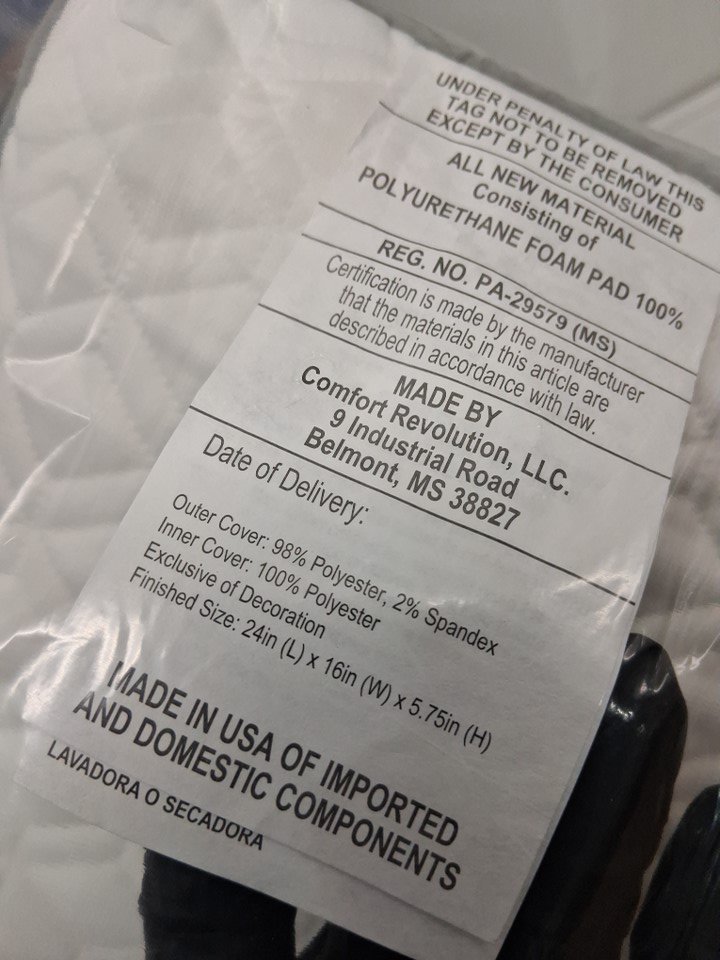 UNDER PENALTY OF LAW THIS
TAG NOT TO BE REMOVED
EXCEPT BY THE CONSUMER
ALL NEW MATERIAL
Consisting of
POLYURETHANE FOAM PAD 100%
REG. NO. PA-29579 (MS)
Certification is made by the manufacturer
that the materials in this article are
described in accordance with law.
MADE BY
Comfort Revolution, LLC.
9 Industrial Road
Belmont, MS 38827
Date of Delivery:
Outer Cover: 98% Polyester, 2% Spandex
Inner Cover: 100% Polyester
Exclusive of Decoration
Finished Size: 24in (L) x 16in (W) x 5.75in (H)
MADE IN USA OF IMPORTED
AND DOMESTIC COMPONENTS
LAVADORA O SECADORA